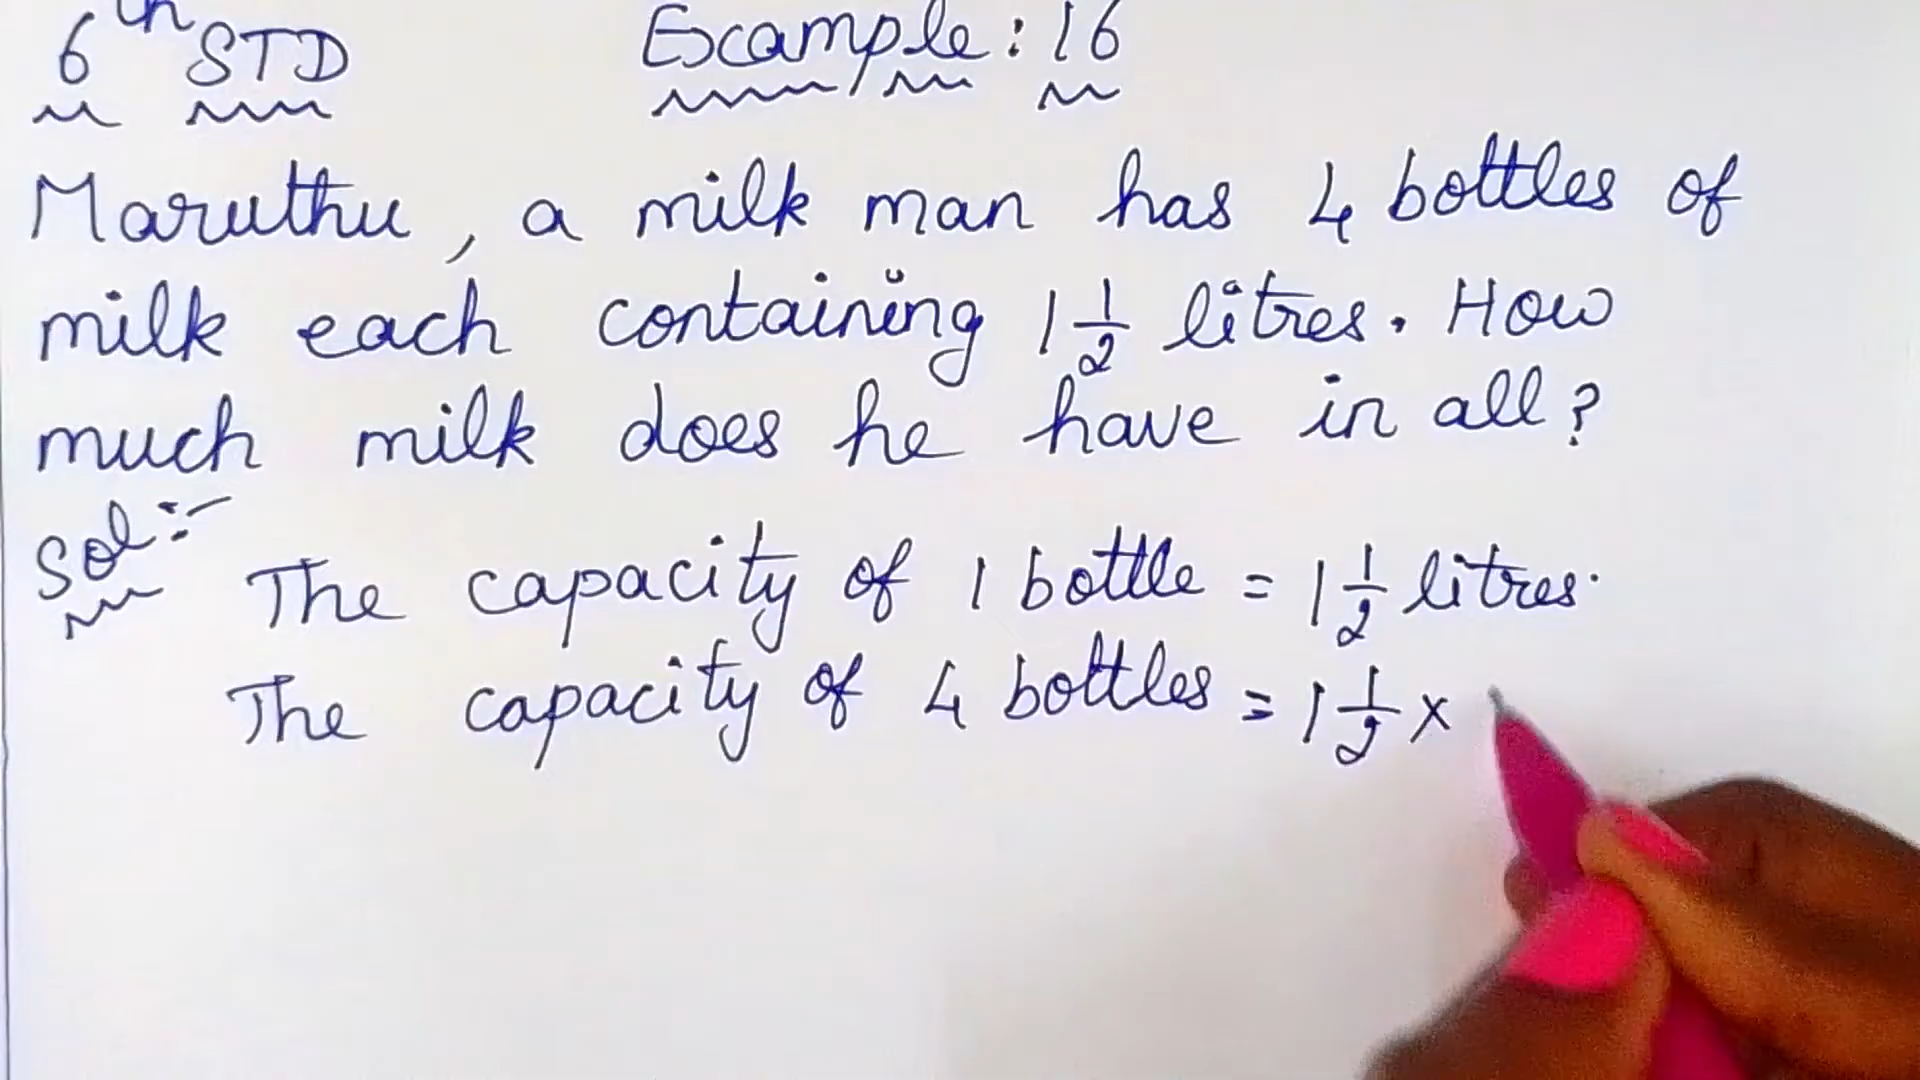 6th STD Example: 16
Maruthu, a milk man has 4 bottles of
milk each containing 1 1/2 litres. How
much milk does he have in all?
Sol:-
The capacity of 1 bottle = 1 1/2 litres.
The capacity of 4 bottles = 1 1/2 ×